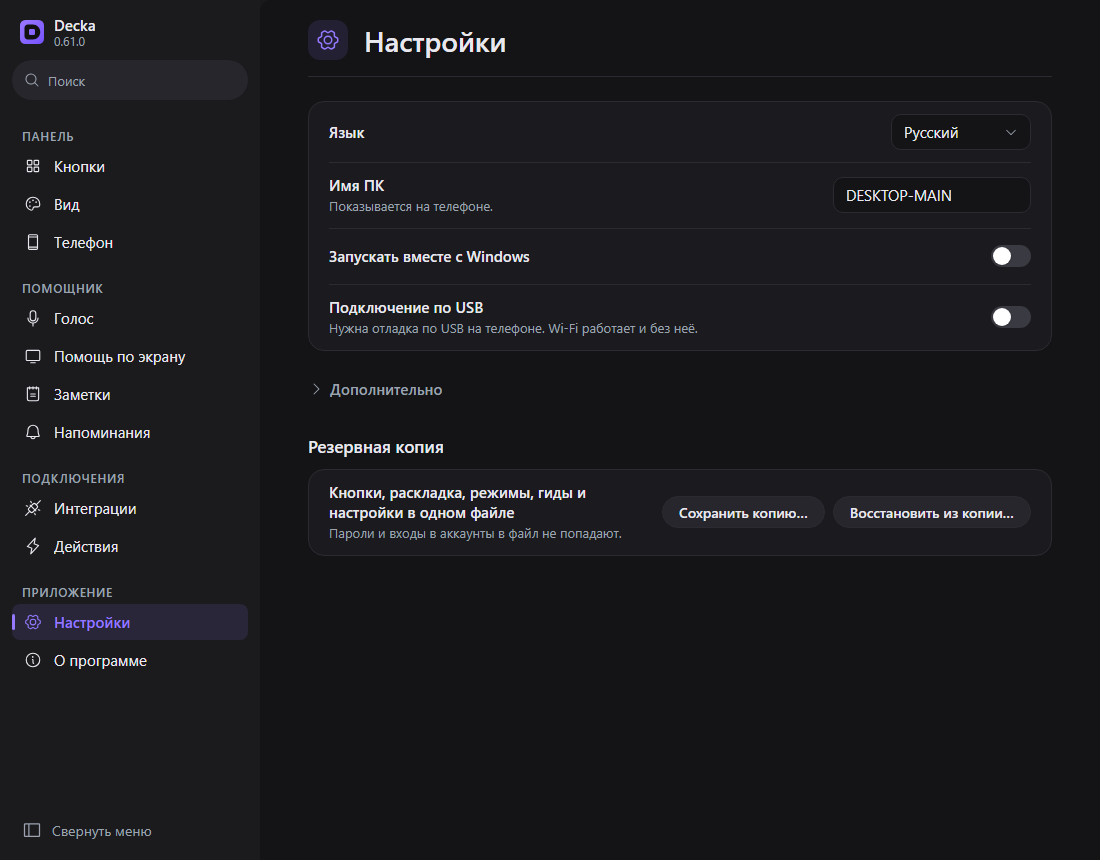 Decka
0.61.0
Поиск
ПАНЕЛЬ
Кнопки
Вид
Телефон
ПОМОЩНИК
Голос
Помощь по экрану
Заметки
Напоминания
ПОДКЛЮЧЕНИЯ
Интеграции
Действия
ПРИЛОЖЕНИЕ
Настройки
О программе
Свернуть меню
Настройки
Язык
Русский
Имя ПК
Показывается на телефоне.
DESKTOP-MAIN
Запускать вместе с Windows
Подключение по USB
Нужна отладка по USB на телефоне. Wi-Fi работает и без неё.
Дополнительно
Резервная копия
Кнопки, раскладка, режимы, гиды и
настройки в одном файле
Пароли и входы в аккаунты в файл не попадают.
Сохранить копию...
Восстановить из копии...